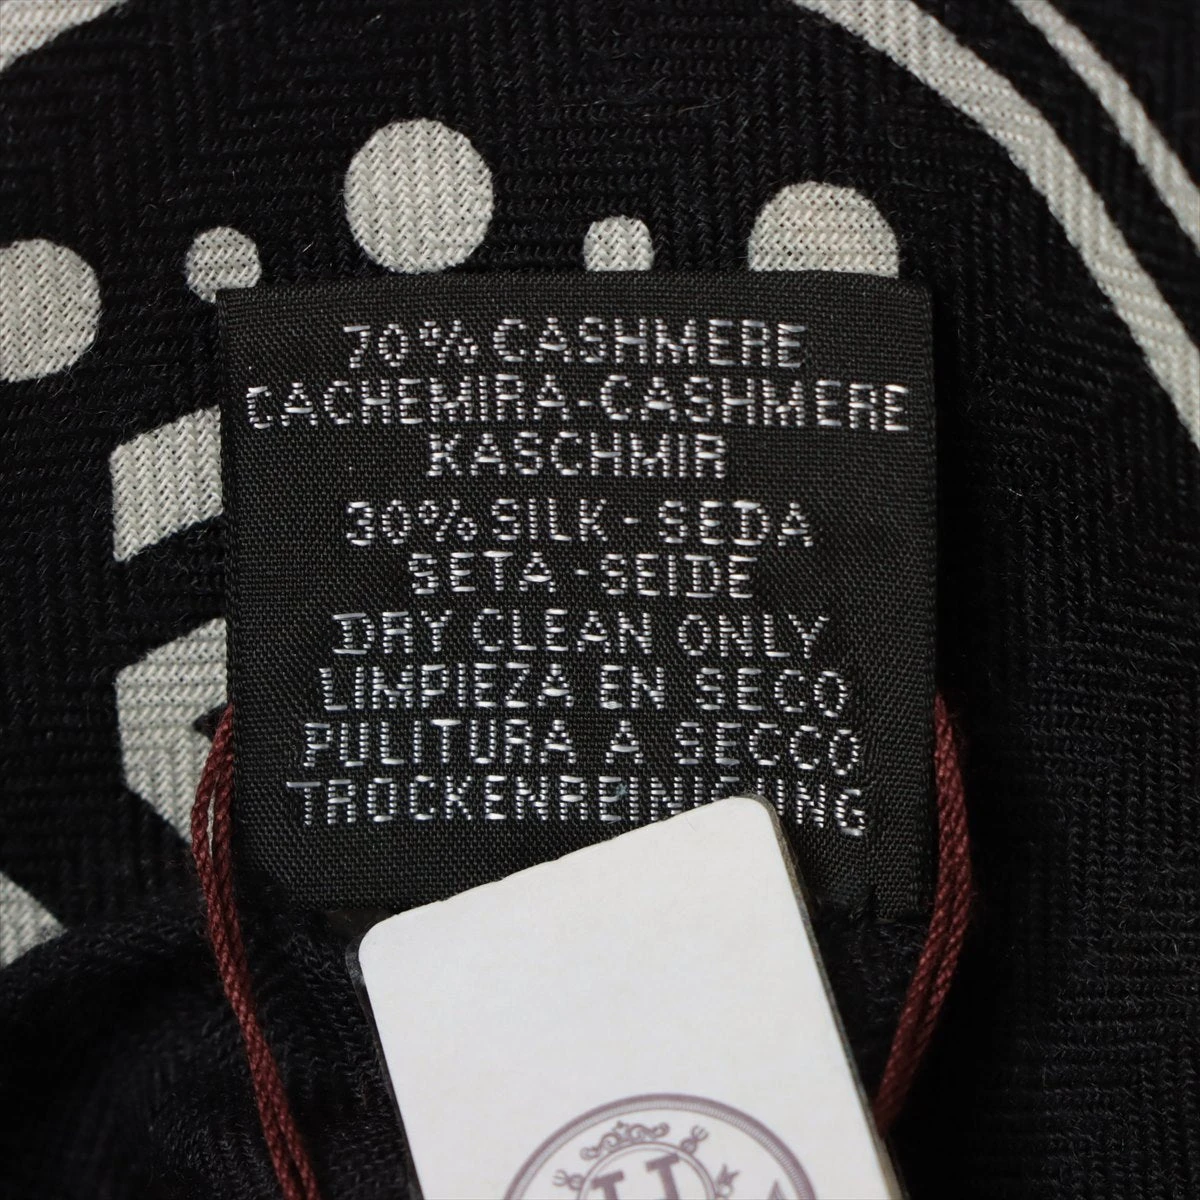 70% CASHMERE
CACHEMIRA-CASHMERE
KASCHMIR
30% SILK - SEDA
SETA - SEIDE
DRY CLEAN ONLY
LIMPIEZA EN SECO
PULITURA A SECCO
TROCKENREINIGUNG